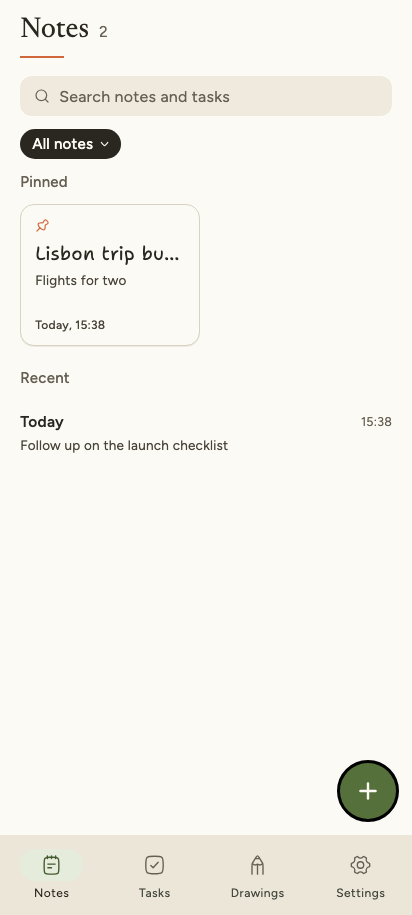 Notes 2
Search notes and tasks
All notes
Pinned
Lisbon trip bu...
Flights for two
Today, 15:38
Recent
Today 15:38
Follow up on the launch checklist
Notes Tasks Drawings Settings